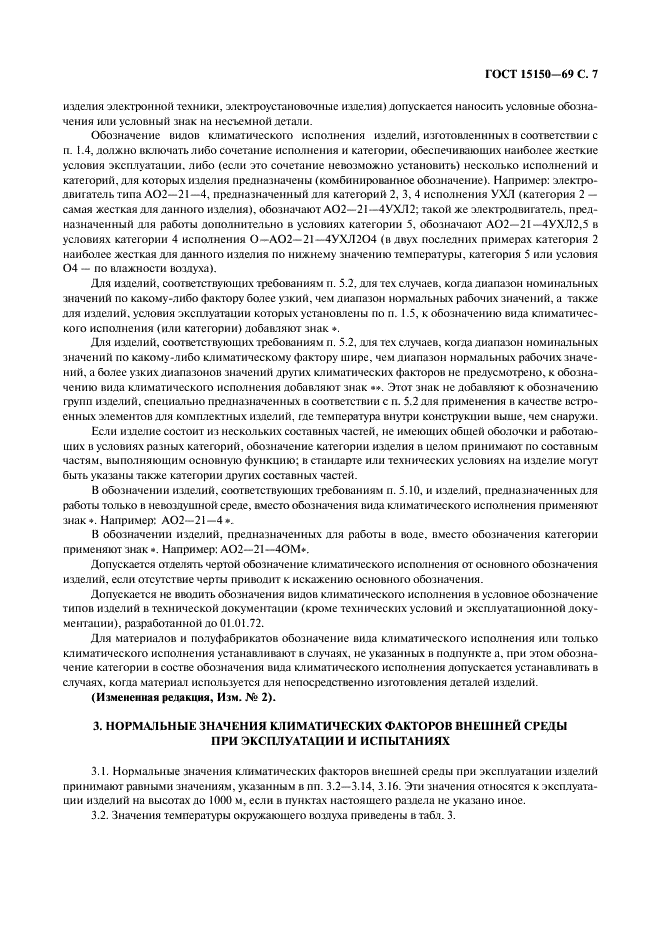 ГОСТ 15150—69 С. 7
изделия электронной техники, электроустановочные изделия) допускается наносить условные обозна-
чения или условный знак на несъемной детали.
Обозначение видов климатического исполнения изделий, изготовленнных в соответствии с
п. 1.4, должно включать либо сочетание исполнения и категории, обеспечивающих наиболее жесткие
условия эксплуатации, либо (если это сочетание невозможно установить) несколько исполнений и
категорий, для которых изделия предназначены (комбинированное обозначение). Например: электро-
двигатель типа АО2—21—4, предназначенный для категорий 2, 3, 4 исполнения УХЛ (категория 2 —
самая жесткая для данного изделия), обозначают АО2—21—4УХЛ2; такой же электродвигатель, пред-
назначенный для работы дополнительно в условиях категории 5, обозначают АО2—21—4УХЛ2,5 в
условиях категории 4 исполнения О—АО2—21—4УХЛ2О4 (в двух последних примерах категория 2
наиболее жесткая для данного изделия по нижнему значению температуры, категория 5 или условия
О4 — по влажности воздуха).
Для изделий, соответствующих требованиям п. 5.2, для тех случаев, когда диапазон номинальных
значений по какому-либо фактору более узкий, чем диапазон нормальных рабочих значений, а также
для изделий, условия эксплуатации которых установлены по п. 1.5, к обозначению вида климатичес-
кого исполнения (или категории) добавляют знак *.
Для изделий, соответствующих требованиям п. 5.2, для тех случаев, когда диапазон номинальных
значений по какому-либо климатическому фактору шире, чем диапазон нормальных рабочих значе-
ний, а более узких диапазонов значений других климатических факторов не предусмотрено, к обозна-
чению вида климатического исполнения добавляют знак **. Этот знак не добавляют к обозначению
групп изделий, специально предназначенных в соответствии с п. 5.2 для применения в качестве встро-
енных элементов для комплектных изделий, где температура внутри конструкции выше, чем снаружи.
Если изделие состоит из нескольких составных частей, не имеющих общей оболочки и работаю-
щих в условиях разных категорий, обозначение категории изделия в целом принимают по составным
частям, выполняющим основную функцию; в стандарте или технических условиях на изделие могут
быть указаны также категории других составных частей.
В обозначении изделий, соответствующих требованиям п. 5.10, и изделий, предназначенных для
работы только в невоздушной среде, вместо обозначения вида климатического исполнения применяют
знак *. Например: АО2—21—4 *.
В обозначении изделий, предназначенных для работы в воде, вместо обозначения категории
применяют знак *. Например: АО2—21—4ОМ*.
Допускается отделять чертой обозначение климатического исполнения от основного обозначения
изделий, если отсутствие черты приводит к искажению основного обозначения.
Допускается не вводить обозначения видов климатического исполнения в условное обозначение
типов изделий в технической документации (кроме технических условий и эксплуатационной доку-
ментации), разработанной до 01.01.72.
Для материалов и полуфабрикатов обозначение вида климатического исполнения или только
климатического исполнения устанавливают в случаях, не указанных в подпункте а, при этом обозна-
чение категории в состве обозначения вида климатического исполнения допускается устанавливать в
случаях, когда материал используется для непосредственно изготовления деталей изделий.
(Измененная редакция, Изм. № 2).
3. НОРМАЛЬНЫЕ ЗНАЧЕНИЯ КЛИМАТИЧЕСКИХ ФАКТОРОВ ВНЕШНЕЙ СРЕДЫ
ПРИ ЭКСПЛУАТАЦИИ И ИСПЫТАНИЯХ
3.1. Нормальные значения климатических факторов внешней среды при эксплуатации изделий
принимают равными значениям, указанным в пп. 3.2—3.14, 3.16. Эти значения относятся к эксплуата-
ции изделий на высотах до 1000 м, если в пунктах настоящего раздела не указано иное.
3.2. Значения температуры окружающего воздуха приведены в табл. 3.